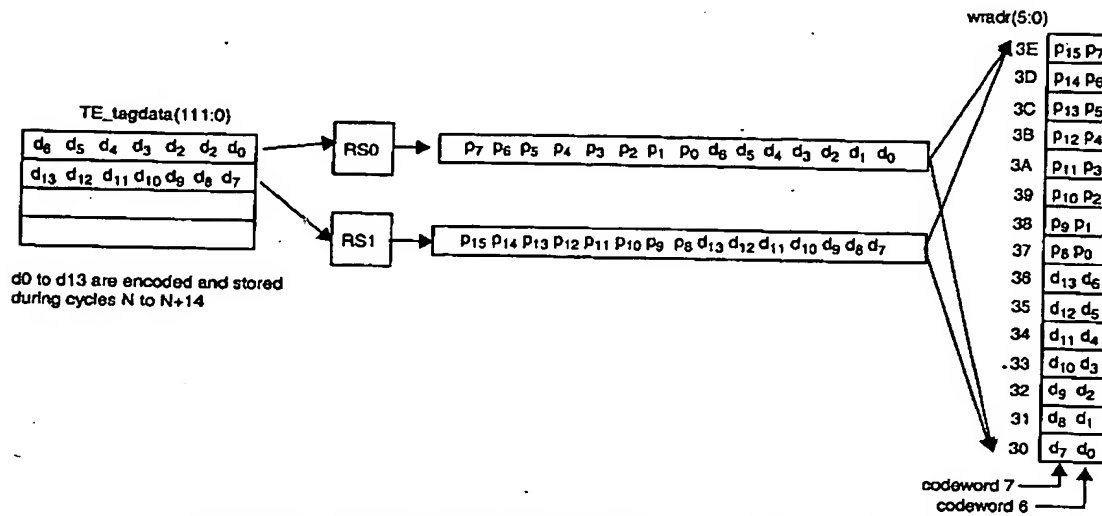 wradr(5:0)
TE_tagdata(111:0)
d6 d5 d4 d3 d2 d2 d0
d13 d12 d11 d10 d9 d8 d7
RS0
RS1
p7 p6 p5 p4 p3 p2 p1 p0 d6 d5 d4 d3 d2 d1 d0
p15 p14 p13 p12 p11 p10 p9 p8 d13 d12 d11 d10 d9 d8 d7
d0 to d13 are encoded and stored
during cycles N to N+14
3E p15 p7
3D p14 p6
3C p13 p5
3B p12 p4
3A p11 p3
39 p10 p2
38 p9 p1
37 p8 p0
36 d13 d6
35 d12 d5
34 d11 d4
33 d10 d3
32 d9 d2
31 d8 d1
30 d7 d0
codeword 7
codeword 6